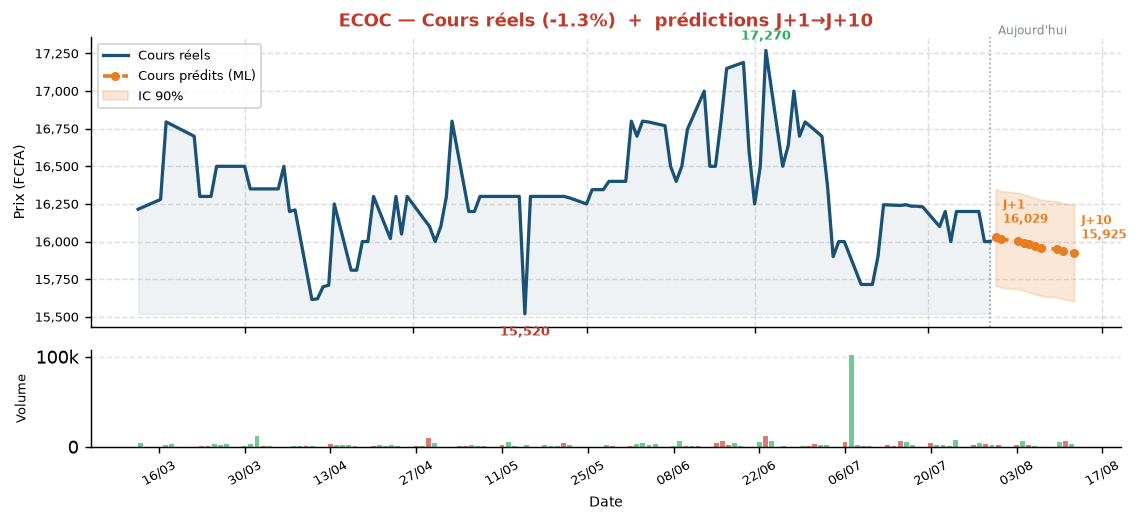 ECOC — Cours réels (-1.3%)  +  prédictions J+1→J+10
Aujourd'hui
17,270
Cours réels
Cours prédits (ML)
IC 90%
17,250
17,000
16,750
16,500
16,250
16,000
15,750
15,500
Prix (FCFA)
J+1
16,029
J+10
15,925
15,520
100k
0
Volume
16/03
30/03
13/04
27/04
11/05
25/05
08/06
22/06
06/07
20/07
03/08
17/08
Date